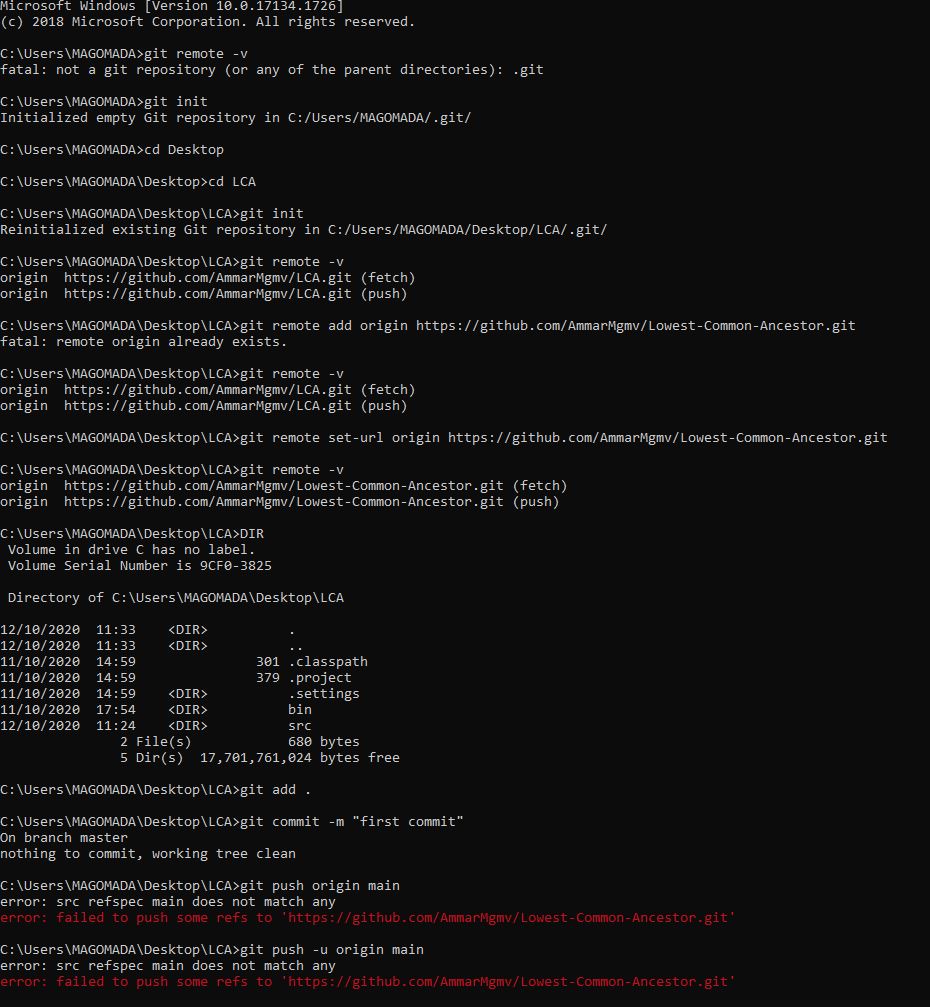 Microsoft Windows [Version 10.0.17134.1726]
(c) 2018 Microsoft Corporation. All rights reserved.
C:\Users\MAGOMADA>git remote -v
fatal: not a git repository (or any of the parent directories): .git
C:\Users\MAGOMADA>git init
Initialized empty Git repository in C:/Users/MAGOMADA/.git/
C:\Users\MAGOMADA>cd Desktop
C:\Users\MAGOMADA\Desktop>cd LCA
C:\Users\MAGOMADA\Desktop\LCA>git init
Reinitialized existing Git repository in C:/Users/MAGOMADA/Desktop/LCA/.git/
C:\Users\MAGOMADA\Desktop\LCA>git remote -v
origin  https://github.com/AmmarMgmv/LCA.git (fetch)
origin  https://github.com/AmmarMgmv/LCA.git (push)
C:\Users\MAGOMADA\Desktop\LCA>git remote add origin https://github.com/AmmarMgmv/Lowest-Common-Ancestor.git
fatal: remote origin already exists.
C:\Users\MAGOMADA\Desktop\LCA>git remote -v
origin  https://github.com/AmmarMgmv/LCA.git (fetch)
origin  https://github.com/AmmarMgmv/LCA.git (push)
C:\Users\MAGOMADA\Desktop\LCA>git remote set-url origin https://github.com/AmmarMgmv/Lowest-Common-Ancestor.git
C:\Users\MAGOMADA\Desktop\LCA>git remote -v
origin  https://github.com/AmmarMgmv/Lowest-Common-Ancestor.git (fetch)
origin  https://github.com/AmmarMgmv/Lowest-Common-Ancestor.git (push)
C:\Users\MAGOMADA\Desktop\LCA>DIR
 Volume in drive C has no label.
 Volume Serial Number is 9CF0-3825
 Directory of C:\Users\MAGOMADA\Desktop\LCA
12/10/2020  11:33    <DIR>          .
12/10/2020  11:33    <DIR>          ..
11/10/2020  14:59               301 .classpath
11/10/2020  14:59               379 .project
11/10/2020  14:59    <DIR>          .settings
11/10/2020  17:54    <DIR>          bin
12/10/2020  11:24    <DIR>          src
               2 File(s)            680 bytes
               5 Dir(s)  17,701,761,024 bytes free
C:\Users\MAGOMADA\Desktop\LCA>git add .
C:\Users\MAGOMADA\Desktop\LCA>git commit -m "first commit"
On branch master
nothing to commit, working tree clean
C:\Users\MAGOMADA\Desktop\LCA>git push origin main
error: src refspec main does not match any
error: failed to push some refs to 'https://github.com/AmmarMgmv/Lowest-Common-Ancestor.git'
C:\Users\MAGOMADA\Desktop\LCA>git push -u origin main
error: src refspec main does not match any
error: failed to push some refs to 'https://github.com/AmmarMgmv/Lowest-Common-Ancestor.git'